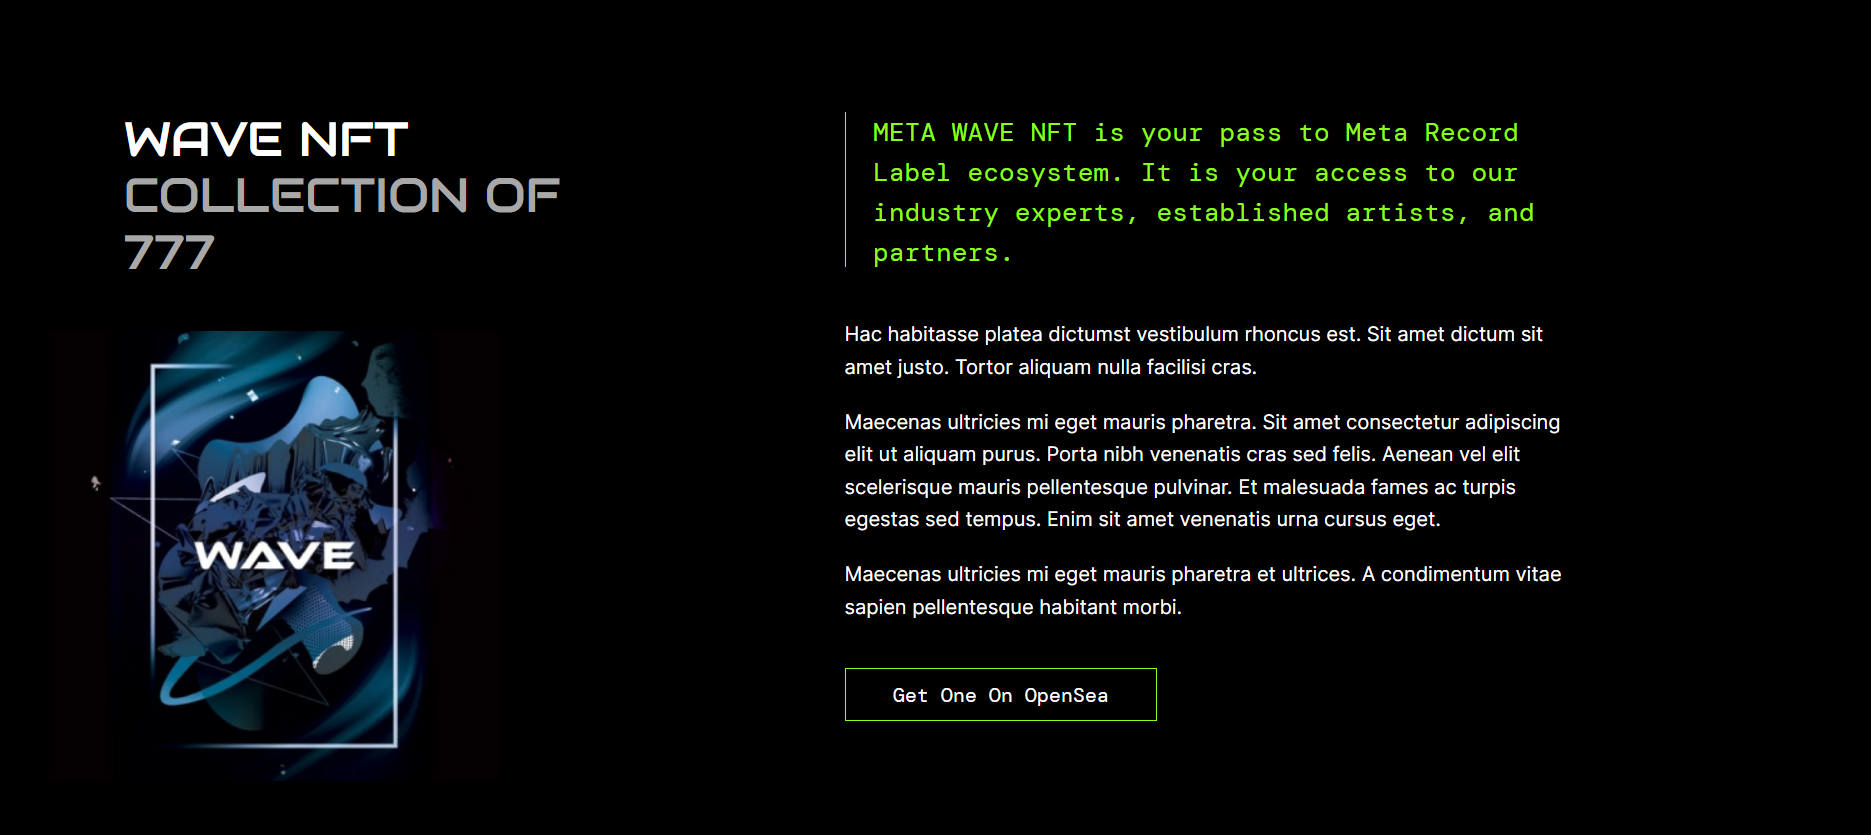 WAVE NFT
COLLECTION OF
777
WAVE
META WAVE NFT is your pass to Meta Record
Label ecosystem. It is your access to our
industry experts, established artists, and
partners.
Hac habitasse platea dictumst vestibulum rhoncus est. Sit amet dictum sit
amet justo. Tortor aliquam nulla facilisi cras.
Maecenas ultricies mi eget mauris pharetra. Sit amet consectetur adipiscing
elit ut aliquam purus. Porta nibh venenatis cras sed felis. Aenean vel elit
scelerisque mauris pellentesque pulvinar. Et malesuada fames ac turpis
egestas sed tempus. Enim sit amet venenatis urna cursus eget.
Maecenas ultricies mi eget mauris pharetra et ultrices. A condimentum vitae
sapien pellentesque habitant morbi.
Get One On OpenSea